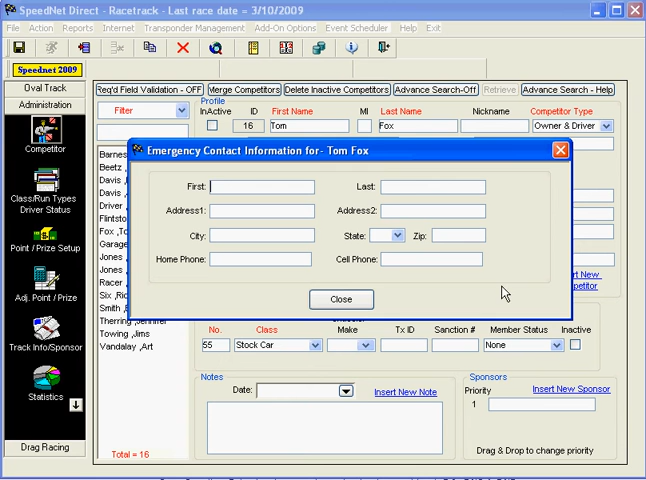 SpeedNet Direct - Racetrack - Last race date = 3/10/2009
File Action Reports Internet Transponder Management Add-On Options Event Scheduler Help Exit
Speednet 2009
Oval Track
Administration
Competitor
Class/Run Types
Driver Status
Point / Prize Setup
Adj. Point / Prize
Track Info/Sponsor
Statistics
Drag Racing
Req'd Field Validation - OFF Merge Competitors Delete Inactive Competitors Advance Search-Off Retrieve Advance Search - Help
Filter
Profile
InActive ID First Name MI Last Name Nickname Competitor Type
16 Tom Fox Owner & Driver
Emergency Contact Information for- Tom Fox
First: Last:
Address1: Address2:
City: State: Zip:
Home Phone: Cell Phone:
Close
Barnes
Beetz ,
Davis ,
Davis ,
Driver ,
Flintsto
Fox ,To
Garage
Jones ,
Jones ,
Racer ,
Six ,Ric
Smith ,
Therring ,Jennifer
Towing ,Jims
Vandalay ,Art
Total = 16
ert New
mpetitor
No. Class Make Tx ID Sanction # Member Status Inactive
55 Stock Car None
Notes
Date: Insert New Note
Sponsors
Priority Insert New Sponsor
1
Drag & Drop to change priority